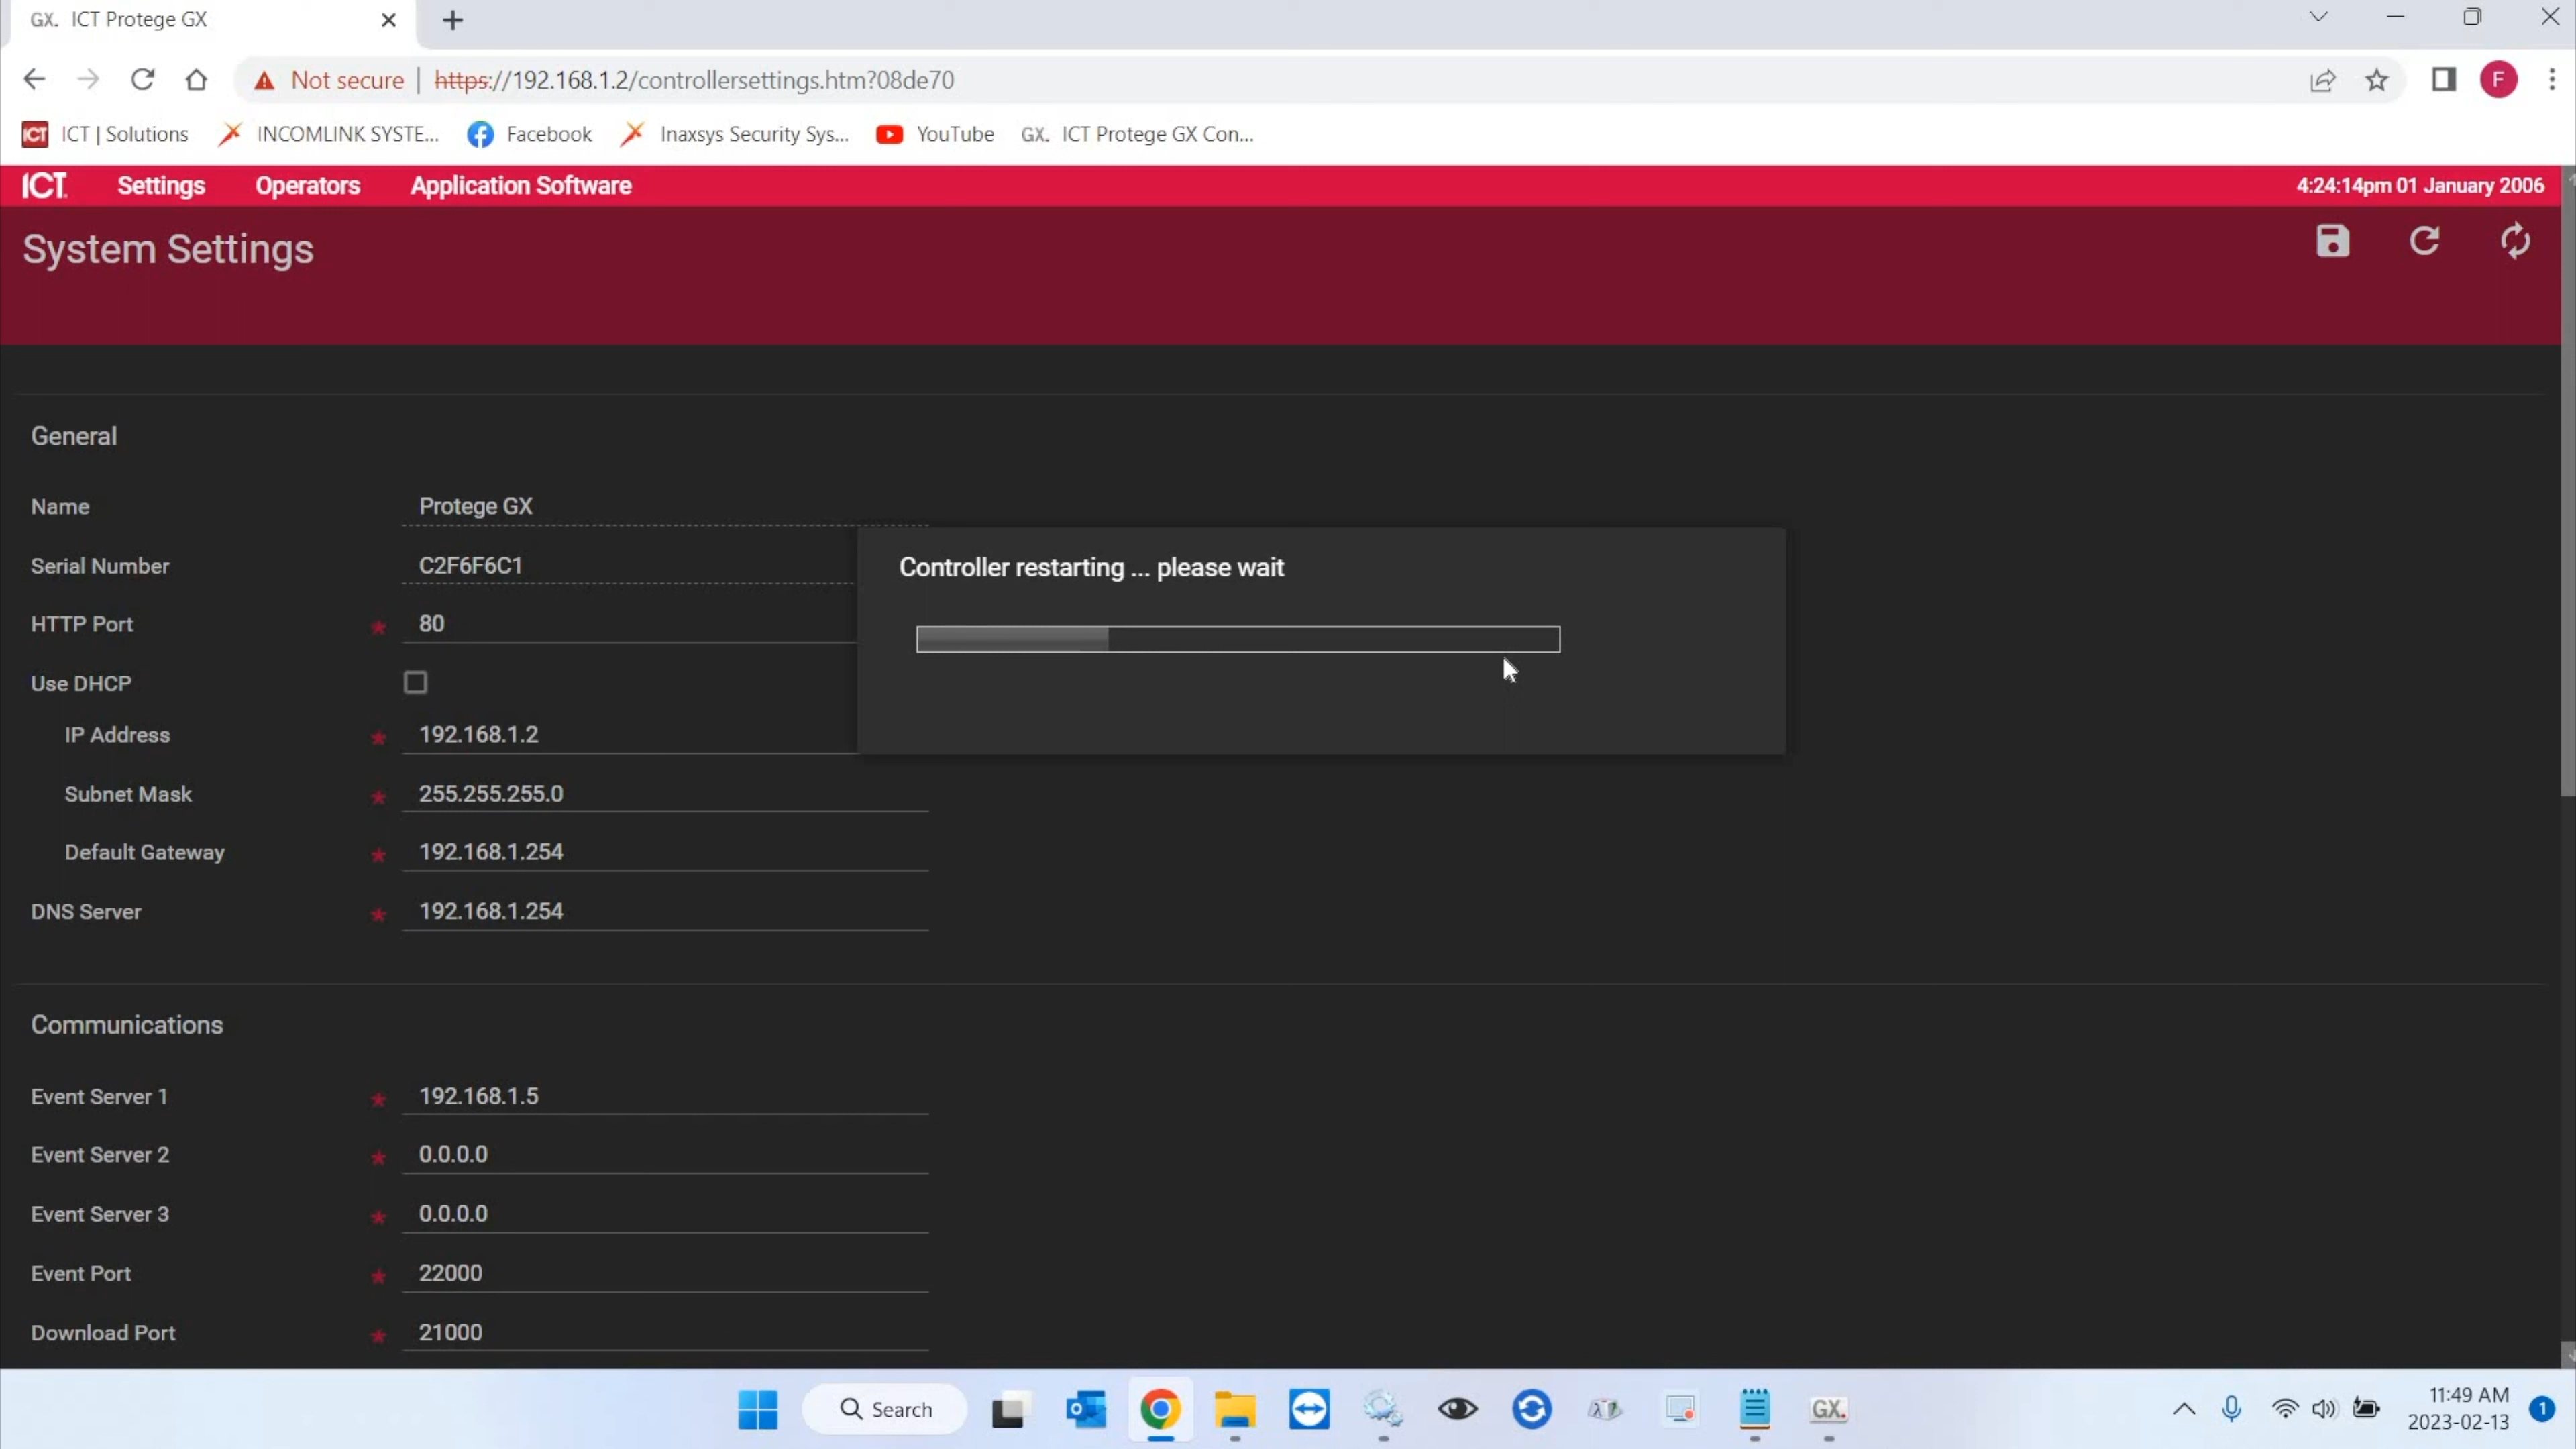 GX. ICT Protege GX
Not secure | https://192.168.1.2/controllersettings.htm?08de70
F
ICT ICT | Solutions INCOMLINK SYSTE... Facebook Inaxsys Security Sys... YouTube GX. ICT Protege GX Con...
ICT. Settings Operators Application Software 4:24:14pm 01 January 2006
System Settings
General
Name Protege GX
Serial Number C2F6F6C1
Controller restarting ... please wait
HTTP Port * 80
Use DHCP
IP Address * 192.168.1.2
Subnet Mask * 255.255.255.0
Default Gateway * 192.168.1.254
DNS Server * 192.168.1.254
Communications
Event Server 1 * 192.168.1.5
Event Server 2 * 0.0.0.0
Event Server 3 * 0.0.0.0
Event Port * 22000
Download Port * 21000
Search GX. 11:49 AM
2023-02-13 1